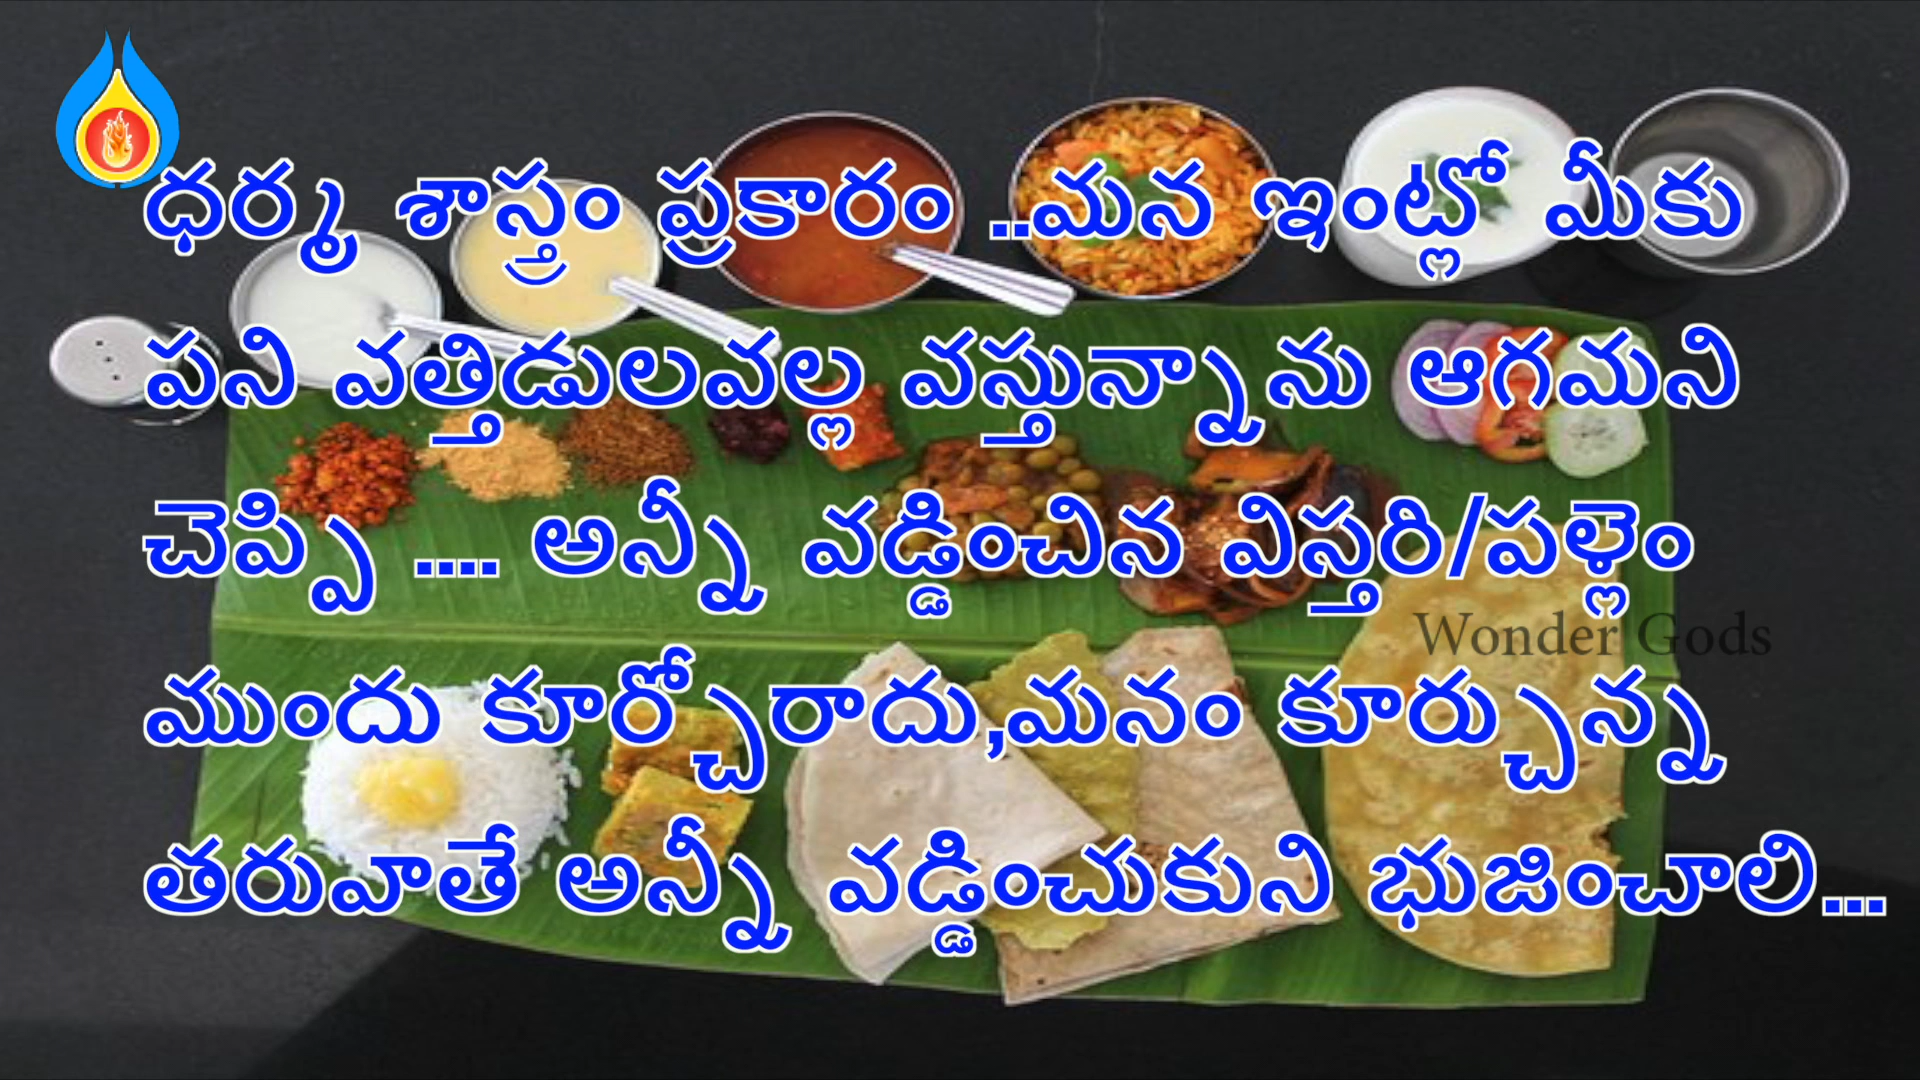 ధర్మ శాస్త్రం ప్రకారం ..మన ఇంట్లో మీకు
పని వత్తిడులవల్ల వస్తున్నాను ఆగమని
చెప్పి .... అన్నీ వడ్డించిన విస్తరి/పళ్లెం
Wonder Gods
ముందు కూర్చోరాదు,మనం కూర్చున్న
తరువాతే అన్నీ వడ్డించుకుని భుజించాలి...